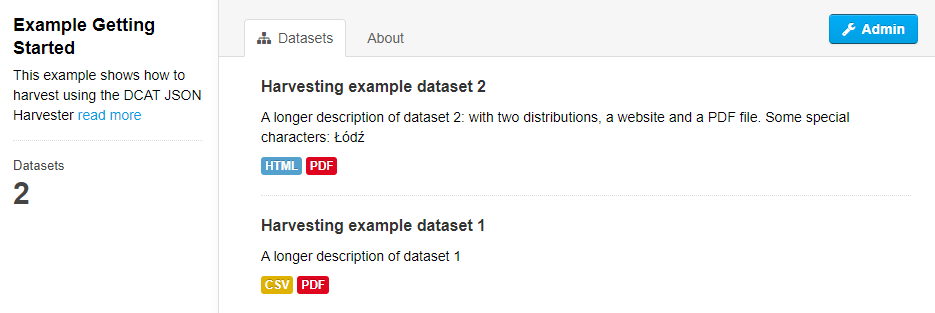 Example Getting
Started
This example shows how to
harvest using the DCAT JSON
Harvester read more
Datasets
2
Datasets
About
Admin
Harvesting example dataset 2
A longer description of dataset 2: with two distributions, a website and a PDF file. Some special
characters: Łódź
HTML PDF
Harvesting example dataset 1
A longer description of dataset 1
CSV PDF